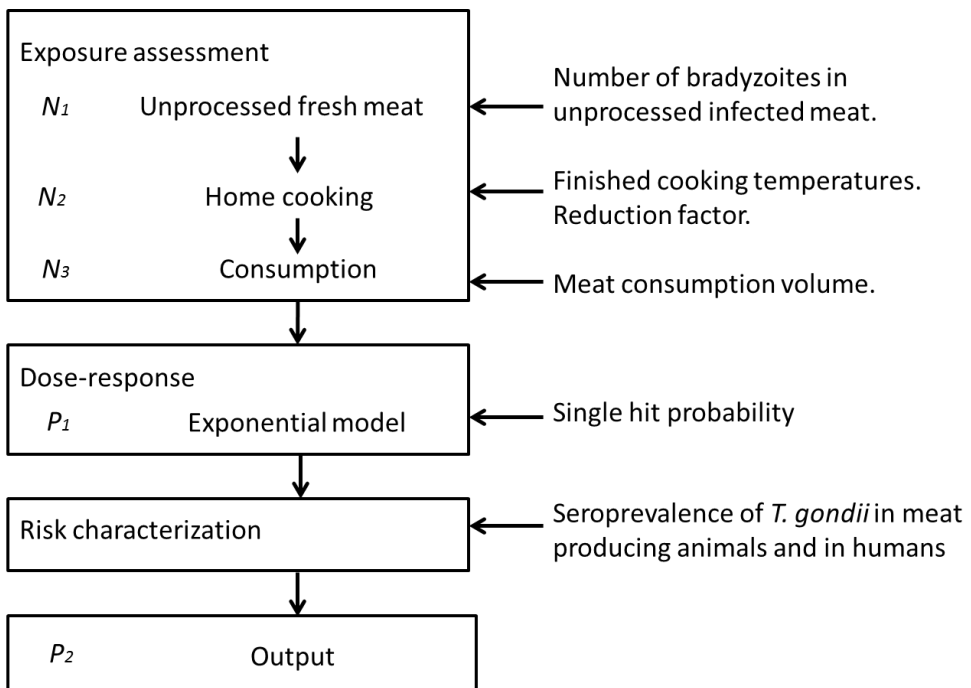 Exposure assessment
N1 Unprocessed fresh meat
Number of bradyzoites in
unprocessed infected meat.
N2 Home cooking
Finished cooking temperatures.
Reduction factor.
N3 Consumption
Meat consumption volume.
Dose-response
P1 Exponential model
Single hit probability
Risk characterization
Seroprevalence of T. gondii in meat
producing animals and in humans
P2 Output